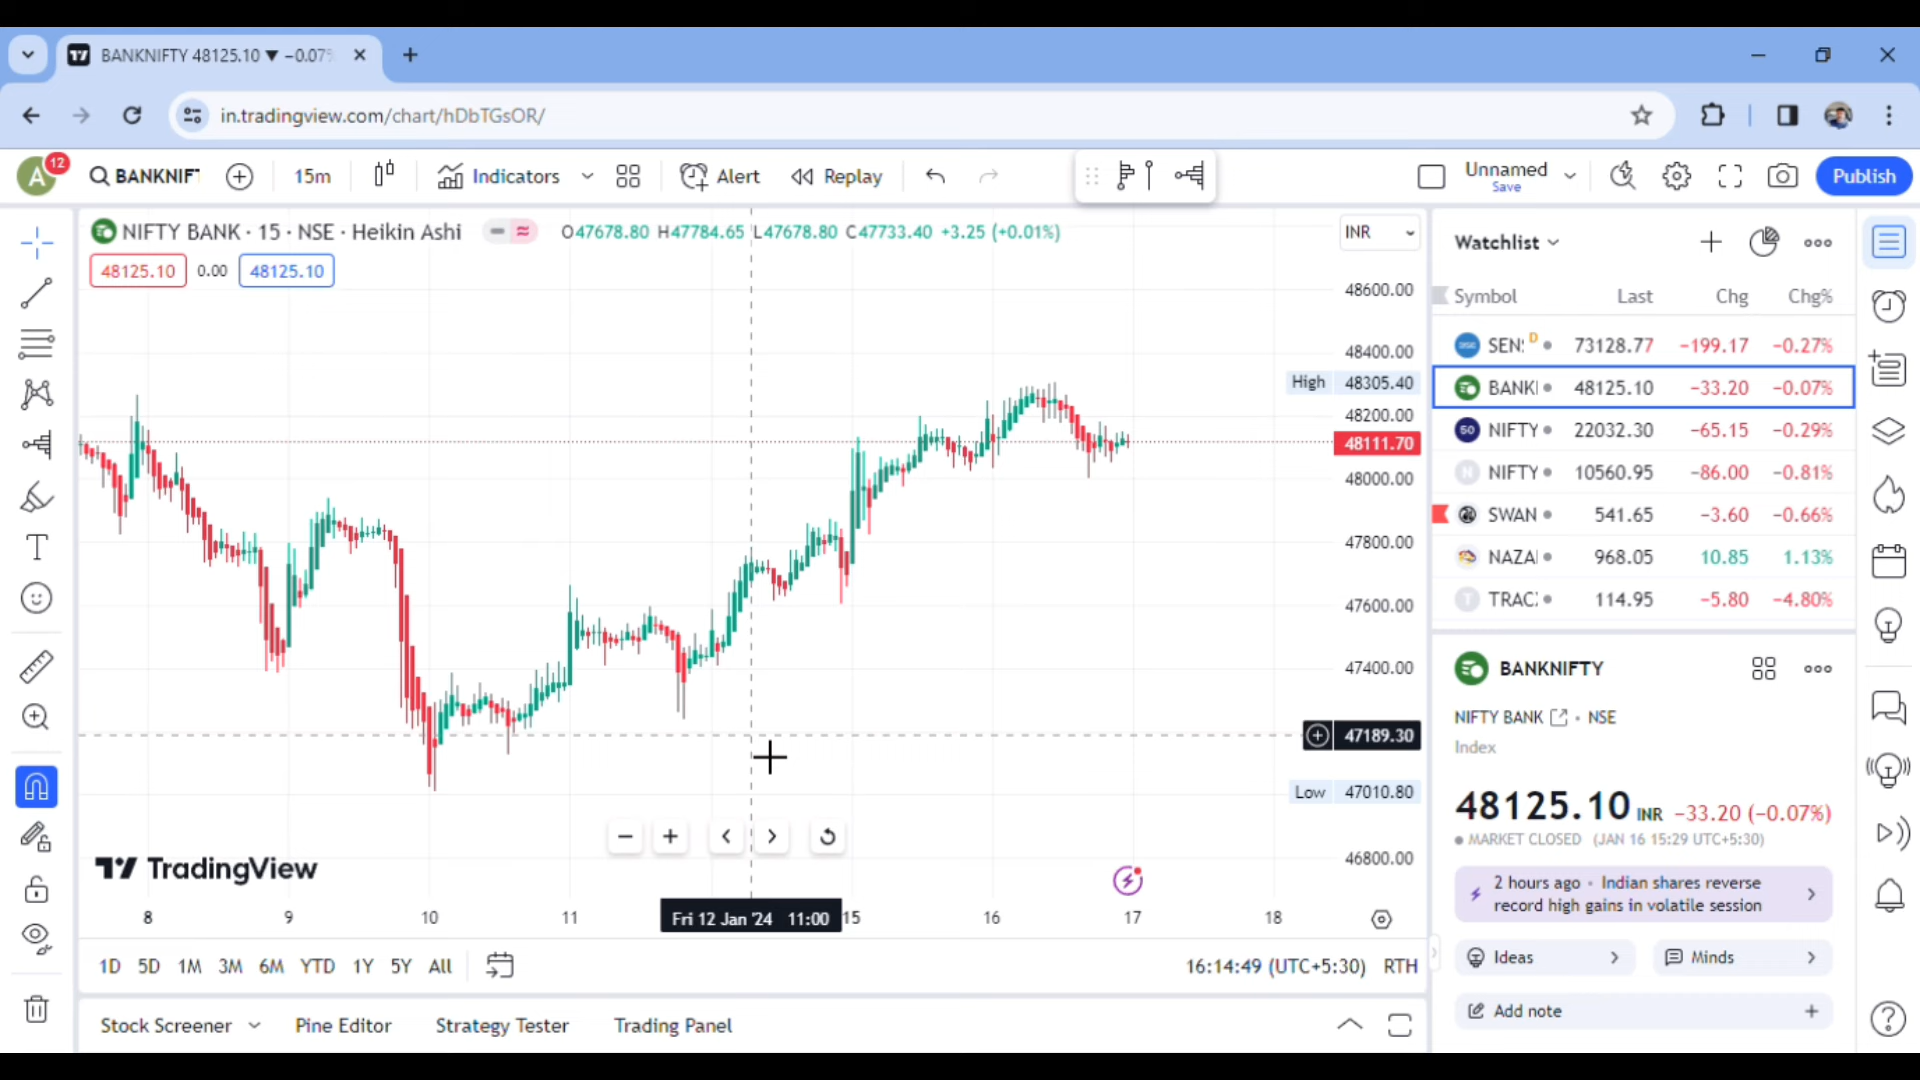 BANKNIFTY 48125.10 ▼ −0.07%
in.tradingview.com/chart/hDbTGsOR/
A 12 BANKNIFT 15m Indicators Alert Replay Unnamed Save Publish
NIFTY BANK · 15 · NSE · Heikin Ashi O47678.80 H47784.65 L47678.80 C47733.40 +3.25 (+0.01%) INR
48125.10 0.00 48125.10
48600.00
48400.00
High 48305.40
48200.00
48111.70
48000.00
47800.00
47600.00
47400.00
47189.30
Low 47010.80
46800.00
TradingView
8 9 10 11 Fri 12 Jan '24 11:00 15 16 17 18
1D 5D 1M 3M 6M YTD 1Y 5Y All 16:14:49 (UTC+5:30) RTH
Stock Screener Pine Editor Strategy Tester Trading Panel
Watchlist
Symbol Last Chg Chg%
SEN D 73128.77 −199.17 −0.27%
BANKI 48125.10 −33.20 −0.07%
50 NIFTY 22032.30 −65.15 −0.29%
N NIFTY 10560.95 −86.00 −0.81%
SWAN 541.65 −3.60 −0.66%
NAZAI 968.05 10.85 1.13%
T TRAC 114.95 −5.80 −4.80%
BANKNIFTY
NIFTY BANK · NSE
Index
48125.10 INR −33.20 (−0.07%)
MARKET CLOSED (JAN 16 15:29 UTC+5:30)
2 hours ago · Indian shares reverse
record high gains in volatile session
Ideas Minds
Add note